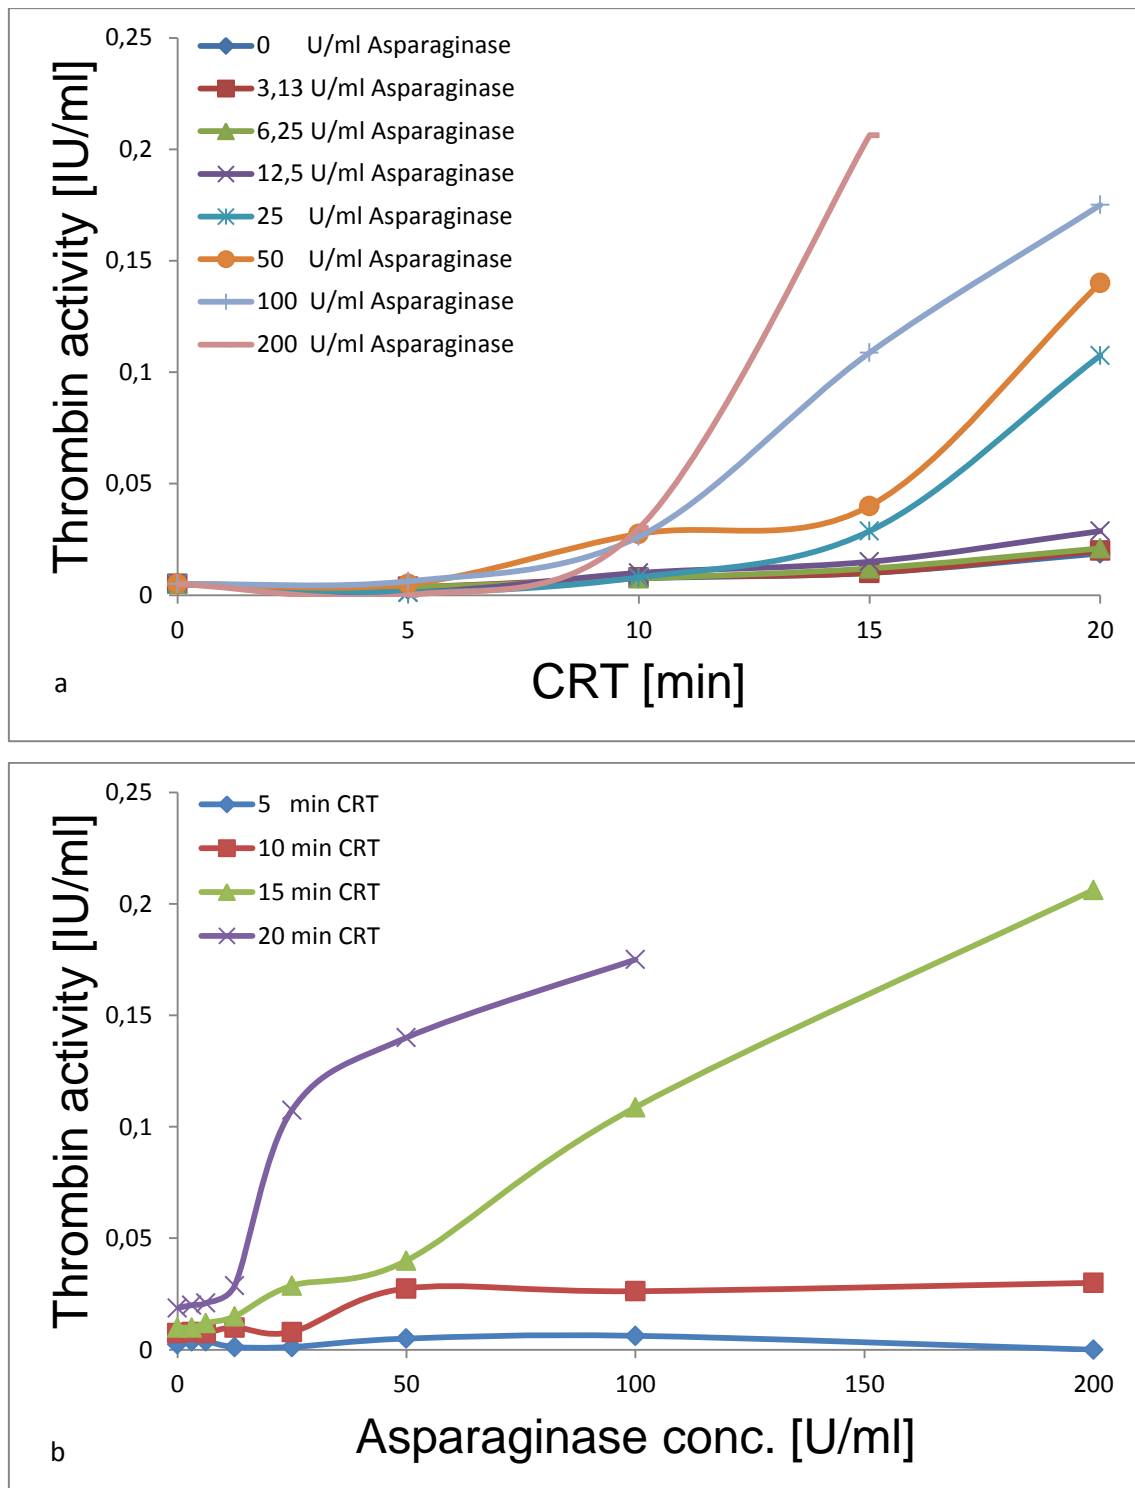 Thrombin activity [IU/ml]
0,25
0,2
0,15
0,1
0,05
0
0 U/ml Asparaginase
3,13 U/ml Asparaginase
6,25 U/ml Asparaginase
12,5 U/ml Asparaginase
25 U/ml Asparaginase
50 U/ml Asparaginase
100 U/ml Asparaginase
200 U/ml Asparaginase
0 5 10 15 20
CRT [min]
a
Thrombin activity [IU/ml]
0,25
0,2
0,15
0,1
0,05
0
5 min CRT
10 min CRT
15 min CRT
20 min CRT
0 50 100 150 200
Asparaginase conc. [U/ml]
b